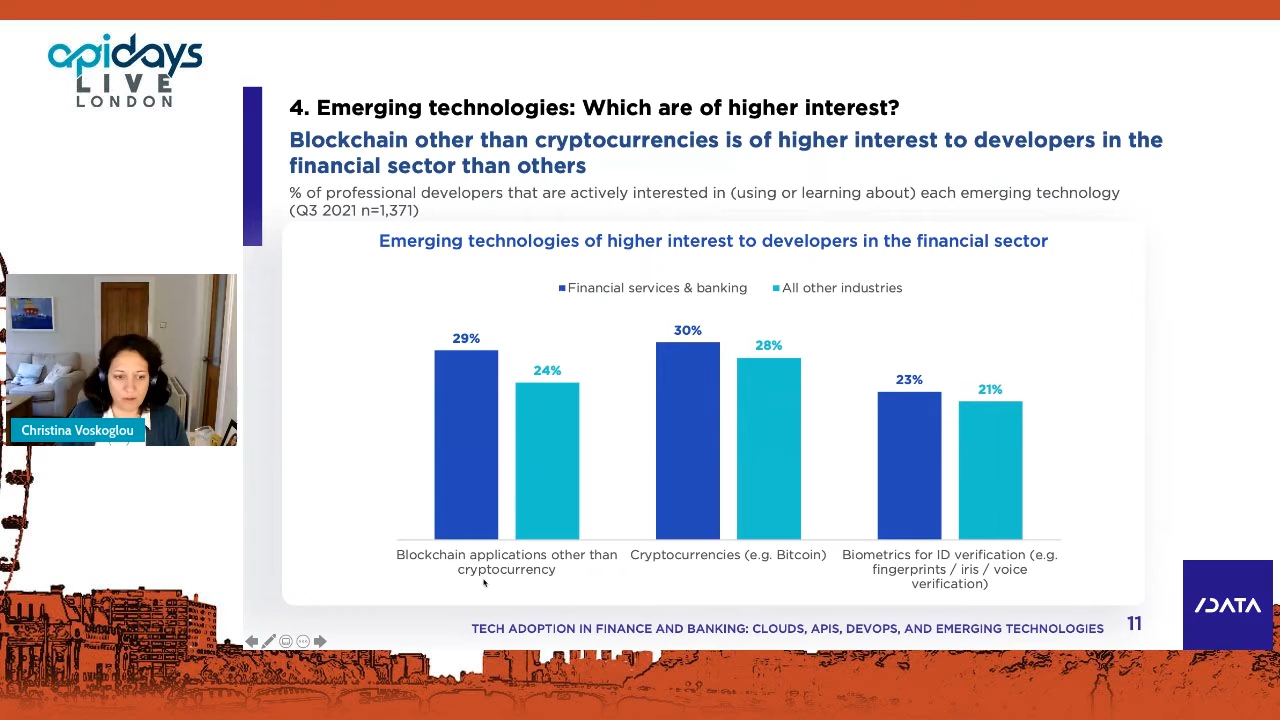 apidays
LIVE
LONDON
4. Emerging technologies: Which are of higher interest?
Blockchain other than cryptocurrencies is of higher interest to developers in the
financial sector than others
% of professional developers that are actively interested in (using or learning about) each emerging technology
(Q3 2021 n=1,371)
Emerging technologies of higher interest to developers in the financial sector
Financial services & banking
All other industries
29%
24%
30%
28%
23%
21%
Blockchain applications other than
cryptocurrency
Cryptocurrencies (e.g. Bitcoin)
Biometrics for ID verification (e.g.
fingerprints / iris / voice
verification)
Christina Voskoglou
TECH ADOPTION IN FINANCE AND BANKING: CLOUDS, APIS, DEVOPS, AND EMERGING TECHNOLOGIES
11
/DATA